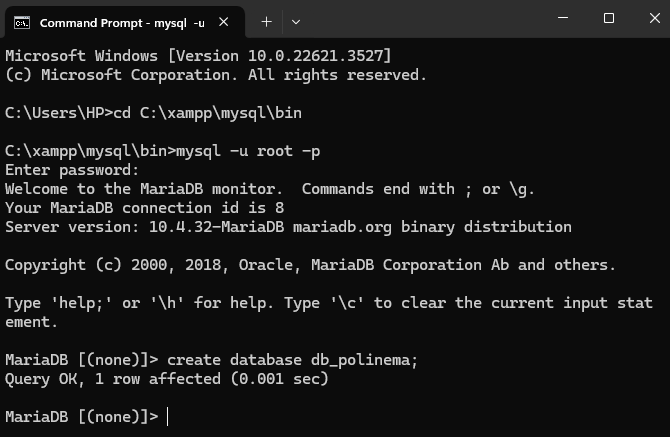 Command Prompt - mysql -u
Microsoft Windows [Version 10.0.22621.3527]
(c) Microsoft Corporation. All rights reserved.
C:\Users\HP>cd C:\xampp\mysql\bin
C:\xampp\mysql\bin>mysql -u root -p
Enter password:
Welcome to the MariaDB monitor.  Commands end with ; or \g.
Your MariaDB connection id is 8
Server version: 10.4.32-MariaDB mariadb.org binary distribution
Copyright (c) 2000, 2018, Oracle, MariaDB Corporation Ab and others.
Type 'help;' or '\h' for help. Type '\c' to clear the current input stat
ement.
MariaDB [(none)]> create database db_polinema;
Query OK, 1 row affected (0.001 sec)
MariaDB [(none)]>